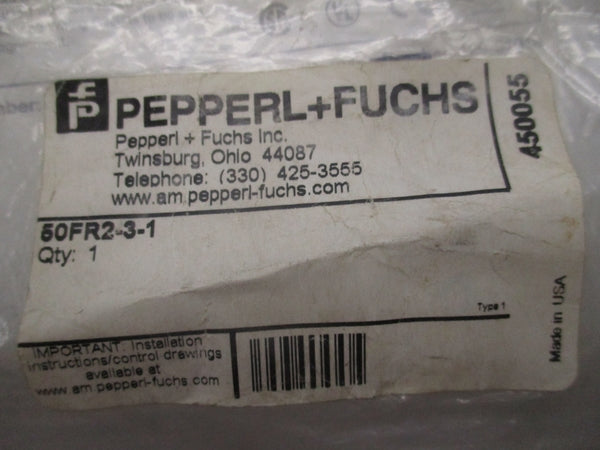 PEPPERL+FUCHS
Pepperl + Fuchs Inc.
Twinsburg, Ohio 44087
Telephone: (330) 425-3555
www.am.pepperl-fuchs.com
450055
50FR2-3-1
Qty: 1
Type 1
Made in USA
IMPORTANT: Installation
instructions/control drawings
available at
www.am.pepperl-fuchs.com